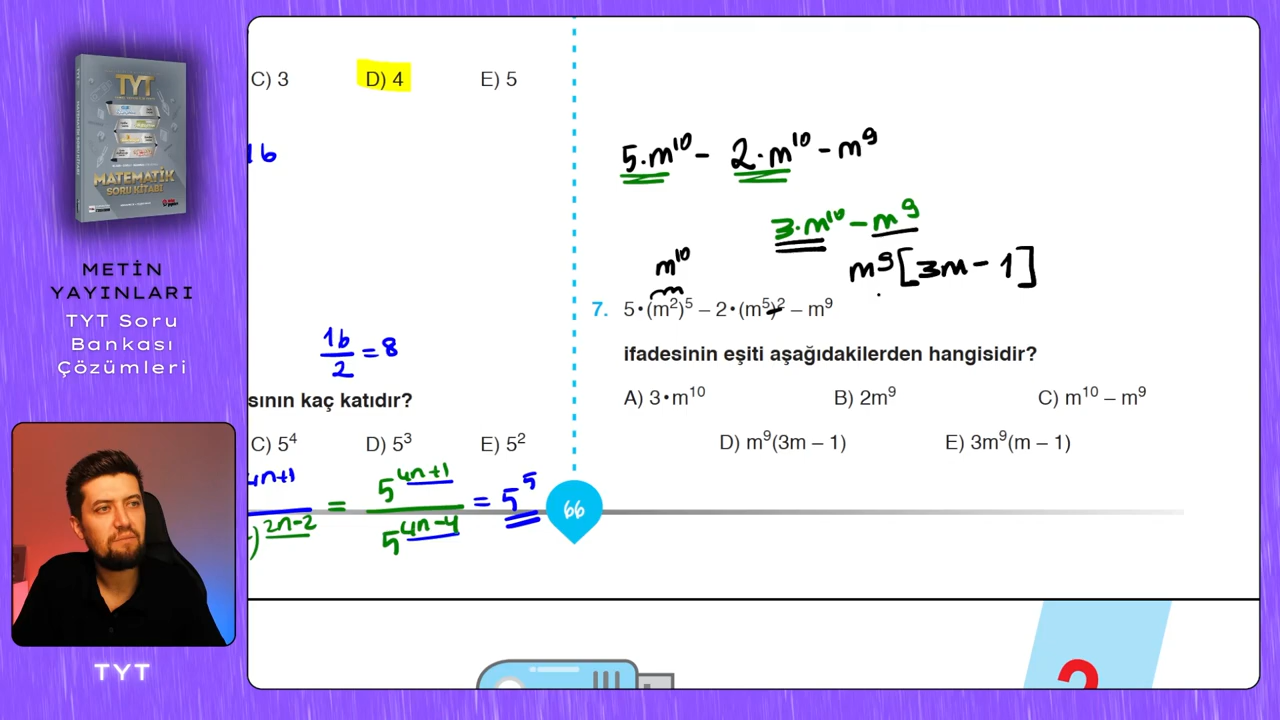 TYT
MATEMATİK
SORU KİTABI
METİN
YAYINLARI
TYT Soru
Bankası
Çözümleri
TYT
C) 3 D) 4 E) 5
16
16/2 = 8
sının kaç katıdır?
C) 5⁴ D) 5³ E) 5²
4n+1
) 2n-2 = 5^(4n+1) / 5^(4n-4) = 5⁵
66
5·m¹⁰ - 2·m¹⁰ - m⁹
3·m¹⁰ - m⁹
m⁹[3m - 1]
m¹⁰
7. 5·(m²)⁵ – 2·(m⁵)² – m⁹
ifadesinin eşiti aşağıdakilerden hangisidir?
A) 3·m¹⁰ B) 2m⁹ C) m¹⁰ – m⁹
D) m⁹(3m – 1) E) 3m⁹(m – 1)